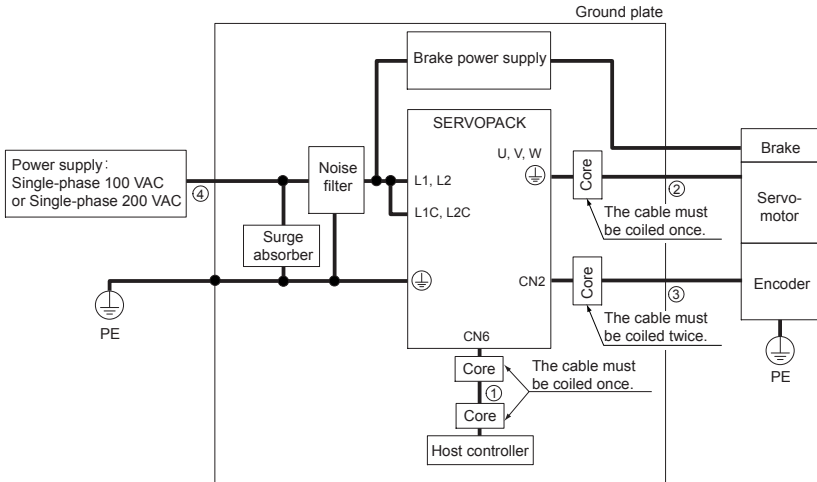 Ground plate
Brake power supply
SERVOPACK
U, V, W
Brake
Power supply:
Single-phase 100 VAC
or Single-phase 200 VAC
④
Noise
filter
L1, L2
Core
②
Servo-
motor
L1C, L2C
The cable must
be coiled once.
Surge
absorber
CN2
Core
③
Encoder
PE
The cable must
be coiled twice.
CN6
PE
Core
The cable must
be coiled once.
①
Core
Host controller